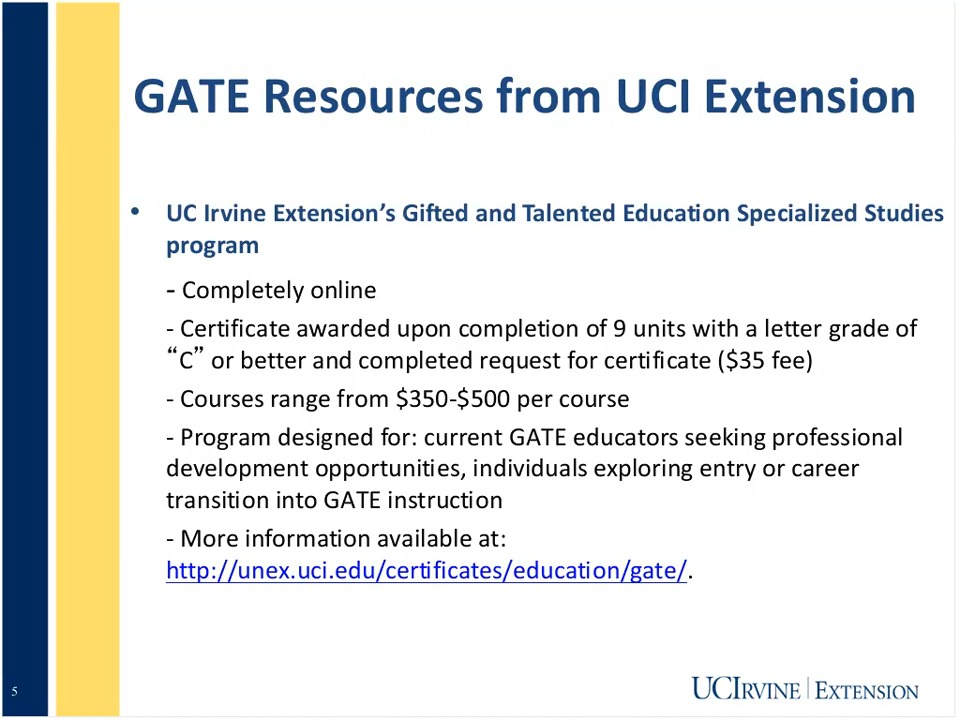 GATE Resources from UCI Extension
• UC Irvine Extension’s Gifted and Talented Education Specialized Studies
program
- Completely online
- Certificate awarded upon completion of 9 units with a letter grade of
“C” or better and completed request for certificate ($35 fee)
- Courses range from $350-$500 per course
- Program designed for: current GATE educators seeking professional
development opportunities, individuals exploring entry or career
transition into GATE instruction
- More information available at:
http://unex.uci.edu/certificates/education/gate/.
5
UCIRVINE | EXTENSION